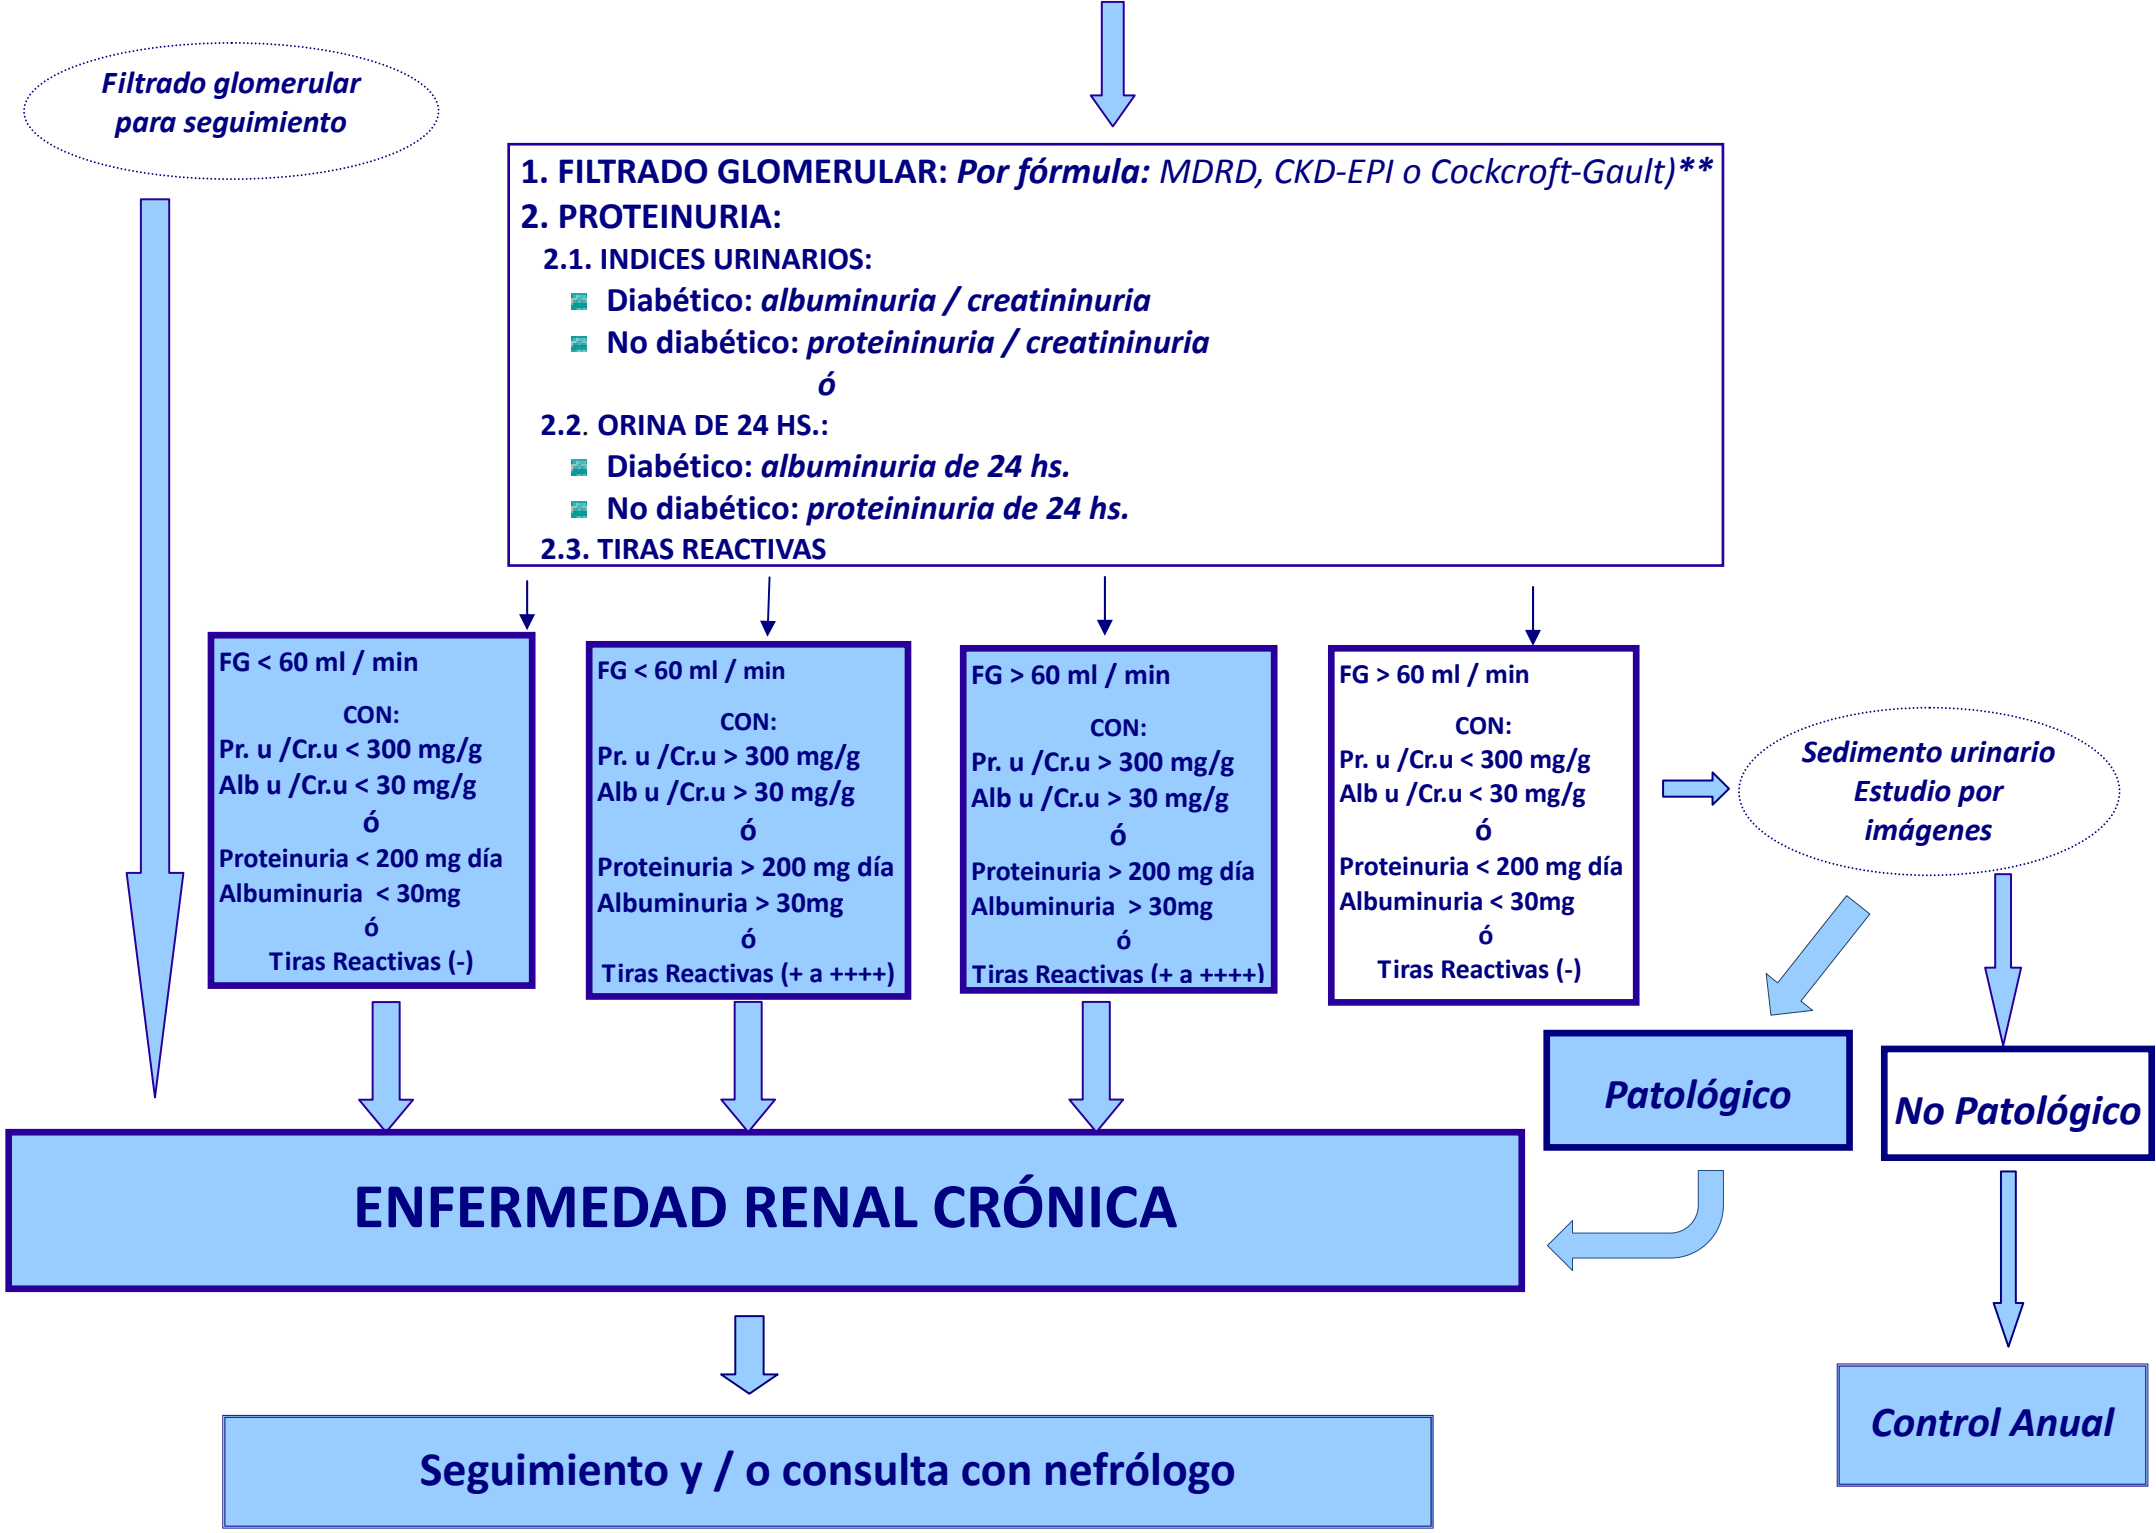 Filtrado glomerular
para seguimiento
1. FILTRADO GLOMERULAR: Por fórmula: MDRD, CKD-EPI o Cockcroft-Gault)**
2. PROTEINURIA:
2.1. INDICES URINARIOS:
Diabético: albuminuria / creatininuria
No diabético: proteininuria / creatininuria
ó
2.2. ORINA DE 24 HS.:
Diabético: albuminuria de 24 hs.
No diabético: proteininuria de 24 hs.
2.3. TIRAS REACTIVAS
FG < 60 ml / min
CON:
Pr. u /Cr.u < 300 mg/g
Alb u /Cr.u < 30 mg/g
ó
Proteinuria < 200 mg día
Albuminuria < 30mg
ó
Tiras Reactivas (-)
FG < 60 ml / min
CON:
Pr. u /Cr.u > 300 mg/g
Alb u /Cr.u > 30 mg/g
ó
Proteinuria > 200 mg día
Albuminuria > 30mg
ó
Tiras Reactivas (+ a ++++)
FG > 60 ml / min
CON:
Pr. u /Cr.u > 300 mg/g
Alb u /Cr.u > 30 mg/g
ó
Proteinuria > 200 mg día
Albuminuria > 30mg
ó
Tiras Reactivas (+ a ++++)
FG > 60 ml / min
CON:
Pr. u /Cr.u < 300 mg/g
Alb u /Cr.u < 30 mg/g
ó
Proteinuria < 200 mg día
Albuminuria < 30mg
ó
Tiras Reactivas (-)
Sedimento urinario
Estudio por
imágenes
Patológico
No Patológico
ENFERMEDAD RENAL CRÓNICA
Control Anual
Seguimiento y / o consulta con nefrólogo